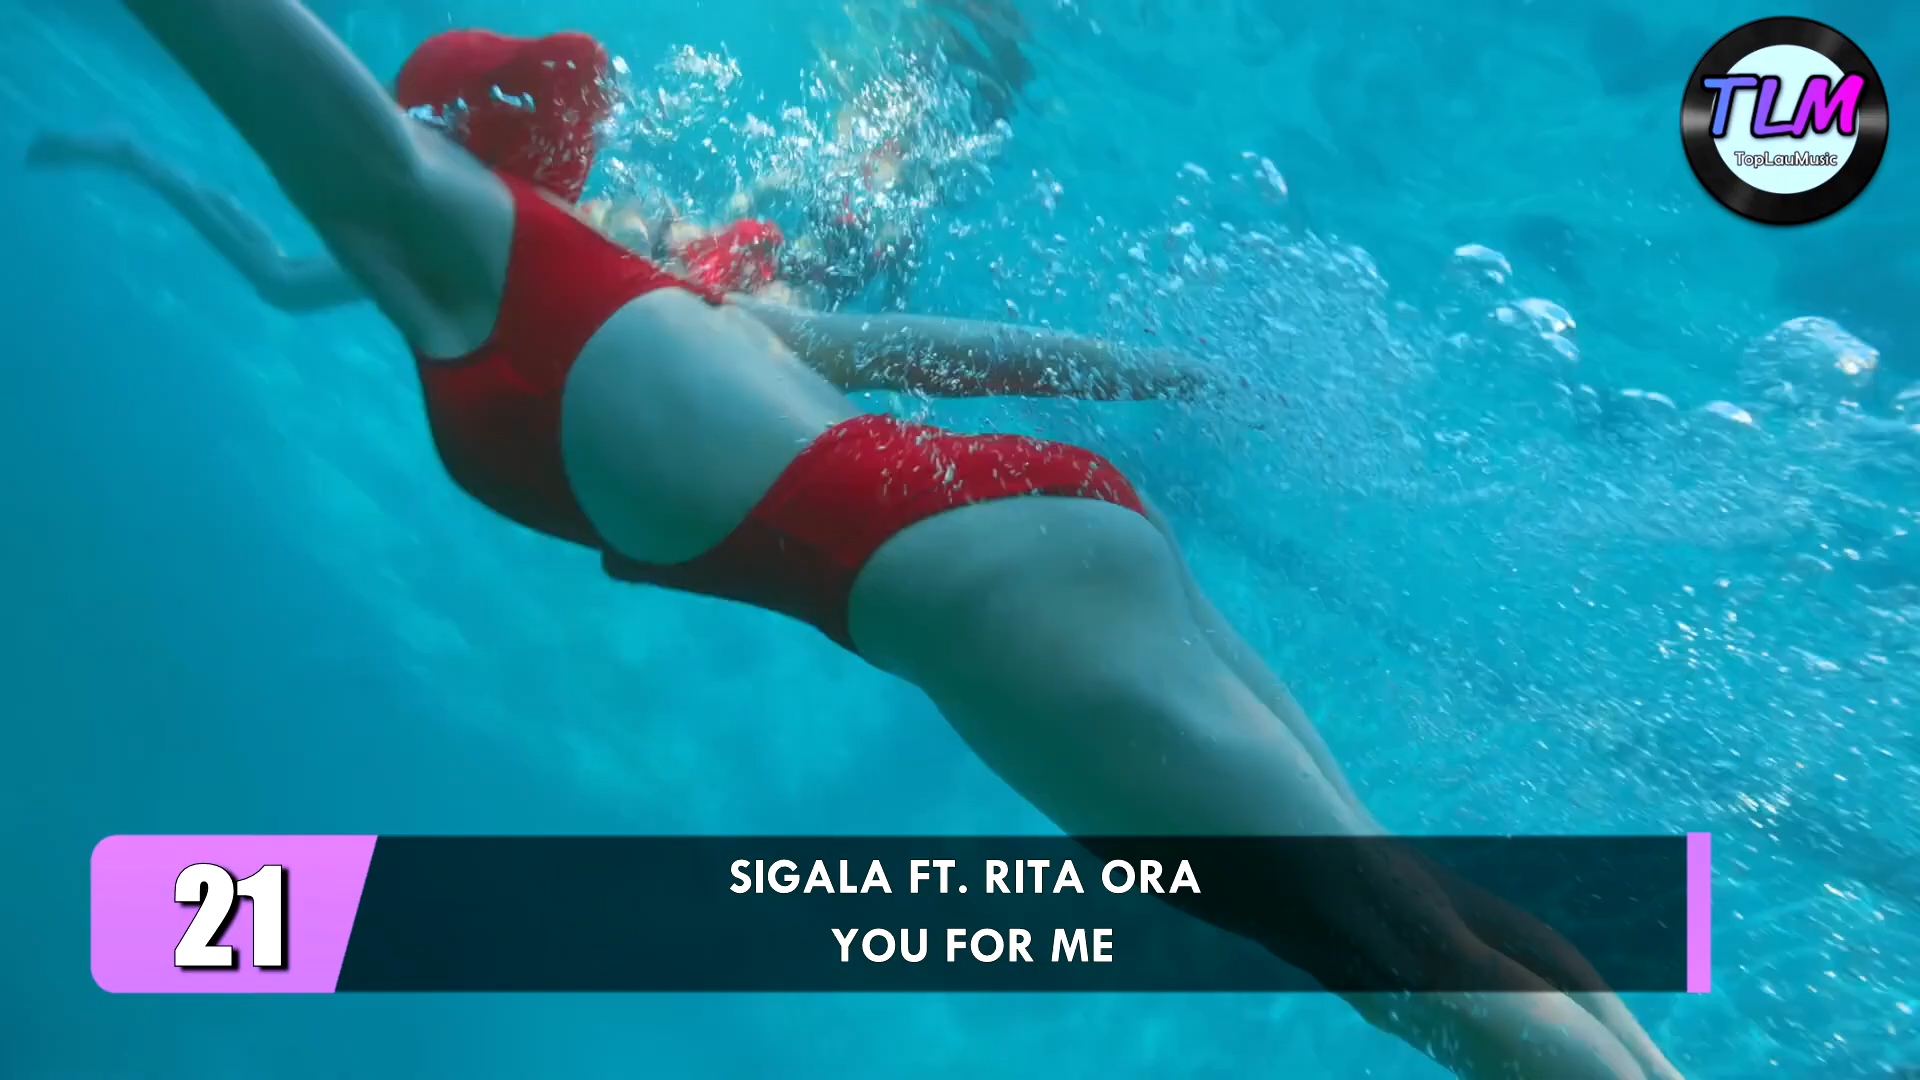 TLM
TopLauMusic
21
SIGALA FT. RITA ORA
YOU FOR ME